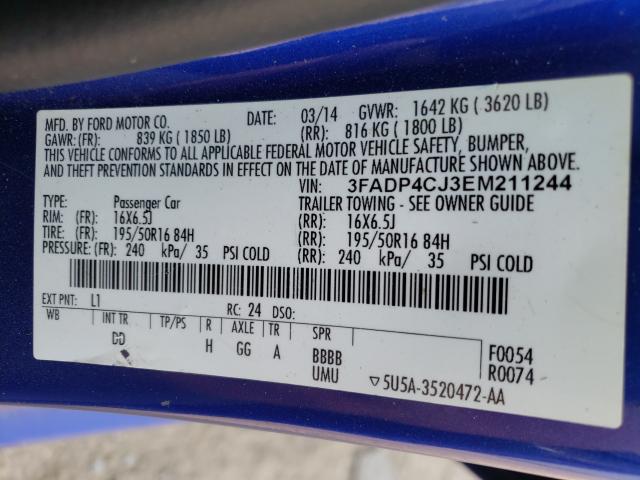 MFD. BY FORD MOTOR CO. DATE: 03/14 GVWR: 1642 KG ( 3620 LB)
GAWR: (FR): 839 KG ( 1850 LB) (RR): 816 KG ( 1800 LB)
THIS VEHICLE CONFORMS TO ALL APPLICABLE FEDERAL MOTOR VEHICLE SAFETY, BUMPER,
AND THEFT PREVENTION STANDARDS IN EFFECT ON THE DATE OF MANUFACTURE SHOWN ABOVE.
VIN: 3FADP4CJ3EM211244
TYPE: Passenger Car TRAILER TOWING - SEE OWNER GUIDE
RIM: (FR): 16X6.5J (RR): 16X6.5J
TIRE: (FR): 195/50R16 84H (RR): 195/50R16 84H
PRESSURE: (FR): 240 kPa/ 35 PSI COLD (RR): 240 kPa/ 35 PSI COLD
EXT PNT: L1 RC: 24 DSO:
WB INT TR TP/PS R AXLE TR SPR
DD H GG A BBBB F0054
UMU R0074
▽5U5A-3520472-AA